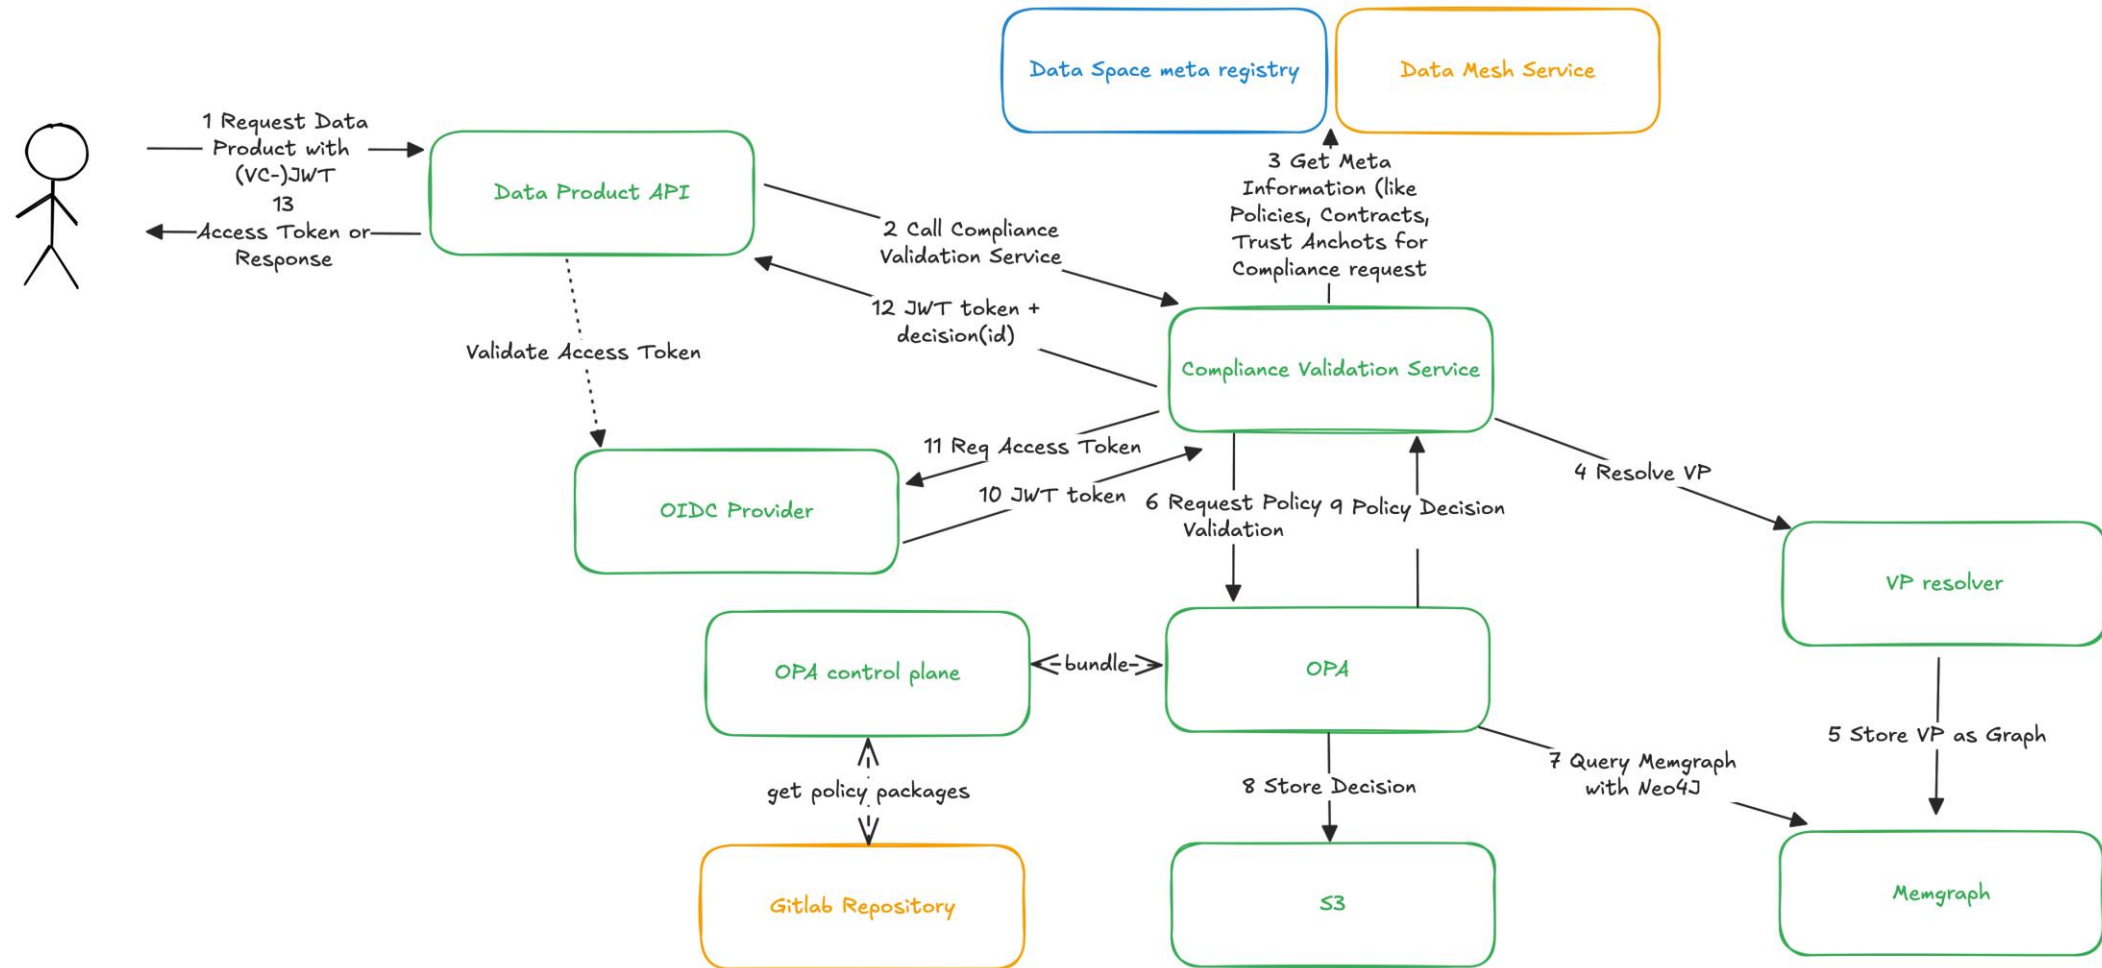 Data Space meta registry
Data Mesh Service
1 Request Data
Product with
(VC-)JWT
13
Access Token or
Response
Data Product API
2 Call Compliance
Validation Service
3 Get Meta
Information (like
Policies, Contracts,
Trust Anchots for
Compliance request
12 JWT token +
decision(id)
Validate Access Token
Compliance Validation Service
11 Req Access Token
10 JWT token
OIDC Provider
6 Request Policy
Validation
9 Policy Decision
4 Resolve VP
VP resolver
OPA control plane
bundle
OPA
5 Store VP as Graph
7 Query Memgraph
with Neo4J
get policy packages
8 Store Decision
Gitlab Repository
S3
Memgraph